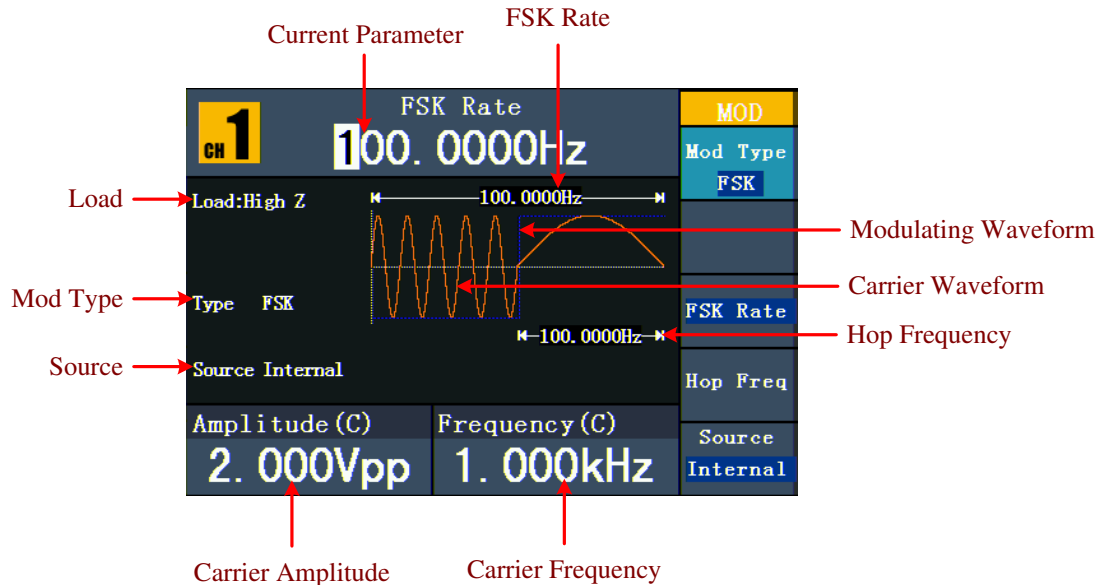 FSK Rate
Current Parameter
CH 1
FSK Rate
100.0000Hz
MOD
Mod Type
FSK
Load
Load:High Z
100.0000Hz
Modulating Waveform
Carrier Waveform
Mod Type
Type FSK
FSK Rate
100.0000Hz
Hop Frequency
Source
Source Internal
Hop Freq
Amplitude(C)
Frequency(C)
2.000Vpp
1.000kHz
Source
Internal
Carrier Amplitude
Carrier Frequency